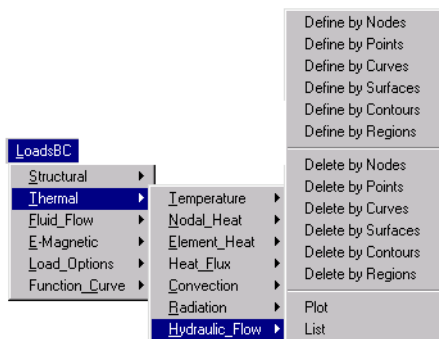 LoadsBC
Structural
Thermal
Fluid_Flow
E-Magnetic
Load_Options
Function_Curve
Temperature
Nodal_Heat
Element_Heat
Heat_Flux
Convection
Radiation
Hydraulic_Flow
Define by Nodes
Define by Points
Define by Curves
Define by Surfaces
Define by Contours
Define by Regions
Delete by Nodes
Delete by Points
Delete by Curves
Delete by Surfaces
Delete by Contours
Delete by Regions
Plot
List